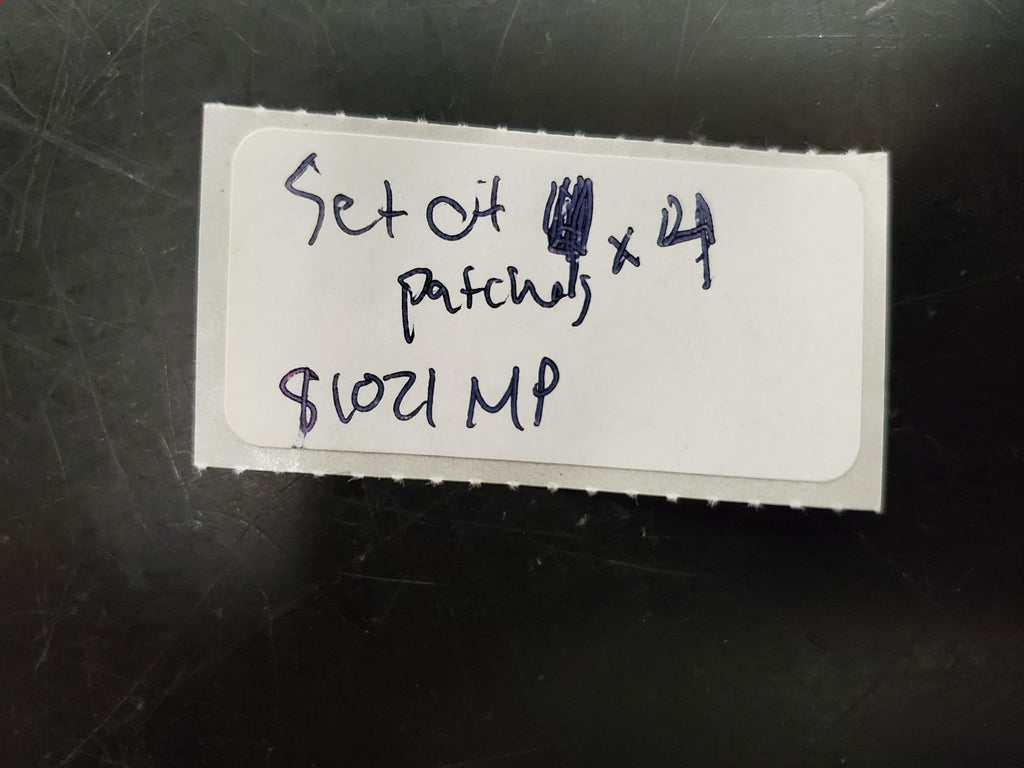 Set of x 4
patches
81021 MP